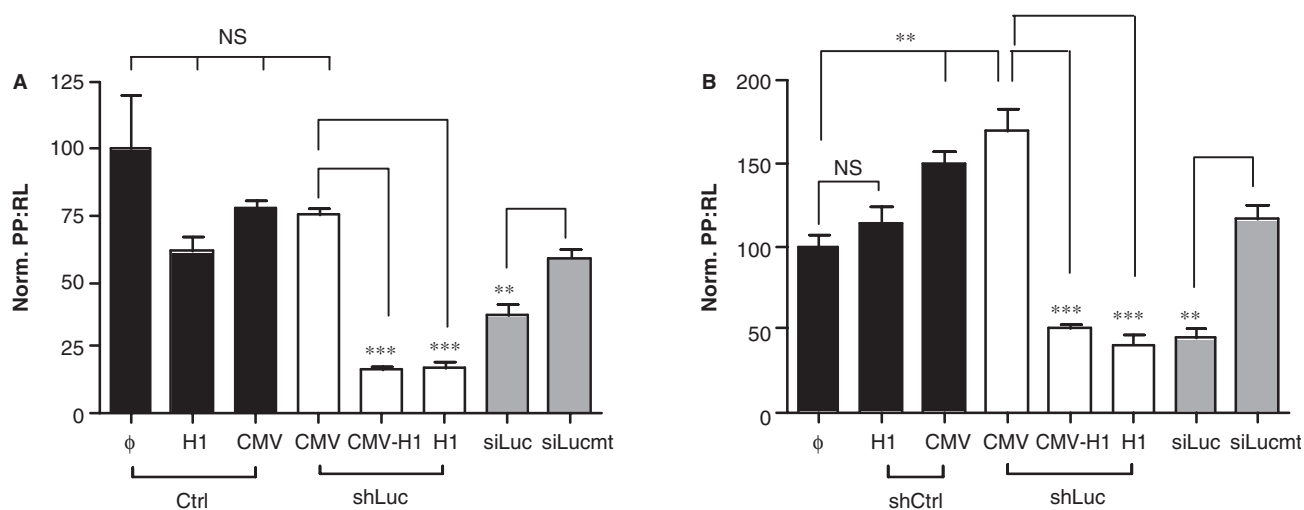 A
NS
Norm. PP:RL
125
100
75
50
25
0
**
***
***
ϕ H1 CMV CMV CMV-H1 H1 siLuc siLucmt
Ctrl shLuc
B
**
Norm. PP:RL
200
150
100
50
0
NS
***
***
**
ϕ H1 CMV CMV CMV-H1 H1 siLuc siLucmt
shCtrl shLuc